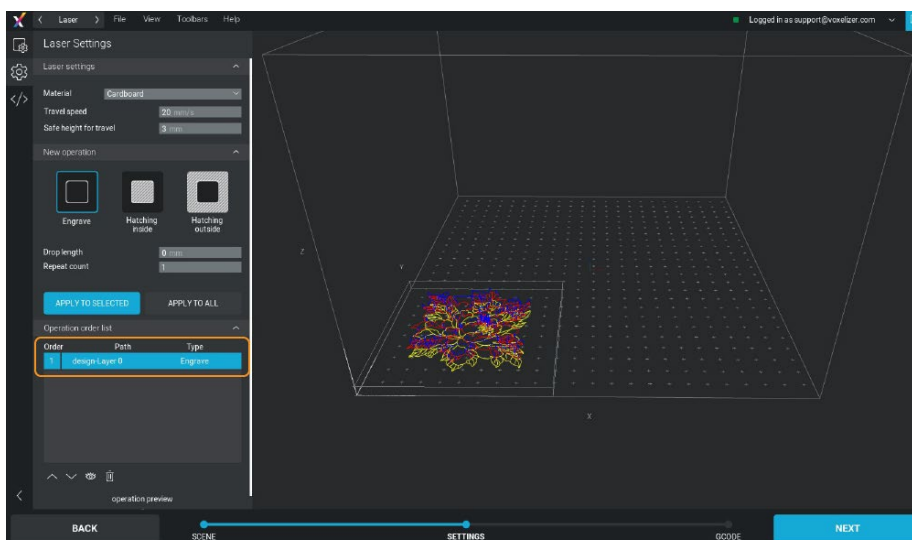 Laser File View Toolbars Help Logged in as support@voxelizer.com
Laser Settings
Laser settings
Material Cardboard
Travel speed 20 mm/s
Safe height for travel 3 mm
New operation
Engrave Hatching inside Hatching outside
Drop length 0 mm
Repeat count 1
APPLY TO SELECTED APPLY TO ALL
Operation order list
Order Path Type
1 design-Layer 0 Engrave
operation preview
Z
Y
X
BACK SCENE SETTINGS GCODE NEXT